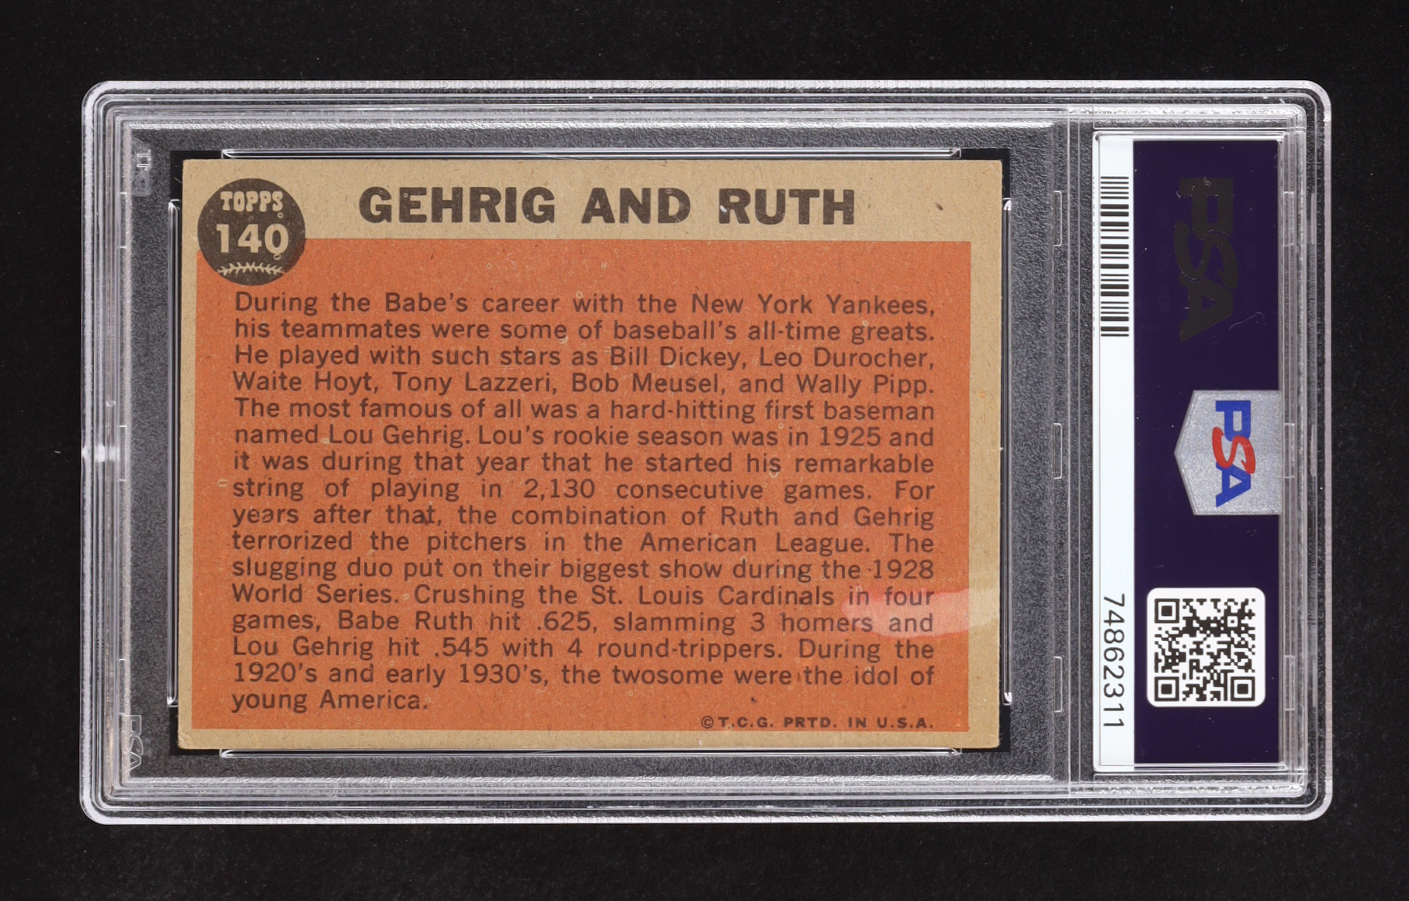 TOPPS
140
GEHRIG AND RUTH
During the Babe's career with the New York Yankees,
his teammates were some of baseball's all-time greats.
He played with such stars as Bill Dickey, Leo Durocher,
Waite Hoyt, Tony Lazzeri, Bob Meusel, and Wally Pipp.
The most famous of all was a hard-hitting first baseman
named Lou Gehrig. Lou's rookie season was in 1925 and
it was during that year that he started his remarkable
string of playing in 2,130 consecutive games. For
years after that, the combination of Ruth and Gehrig
terrorized the pitchers in the American League. The
slugging duo put on their biggest show during the 1928
World Series. Crushing the St. Louis Cardinals in four
games, Babe Ruth hit .625, slamming 3 homers and
Lou Gehrig hit .545 with 4 round-trippers. During the
1920's and early 1930's, the twosome were the idol of
young America.
©T.C.G. PRTD. IN U.S.A.
74862311
PSA
PSA
PSA